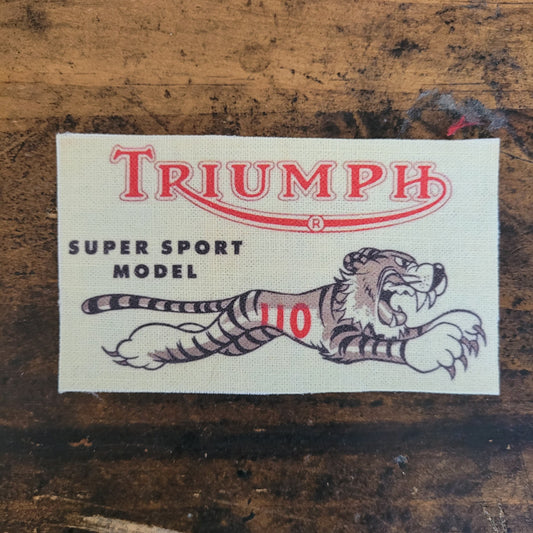 TRIUMPH
®
SUPER SPORT
MODEL
110